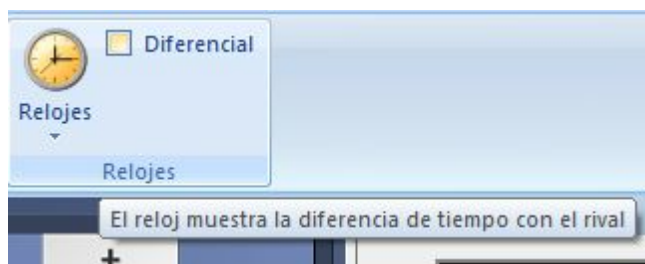 Diferencial
Relojes
Relojes
El reloj muestra la diferencia de tiempo con el rival
+